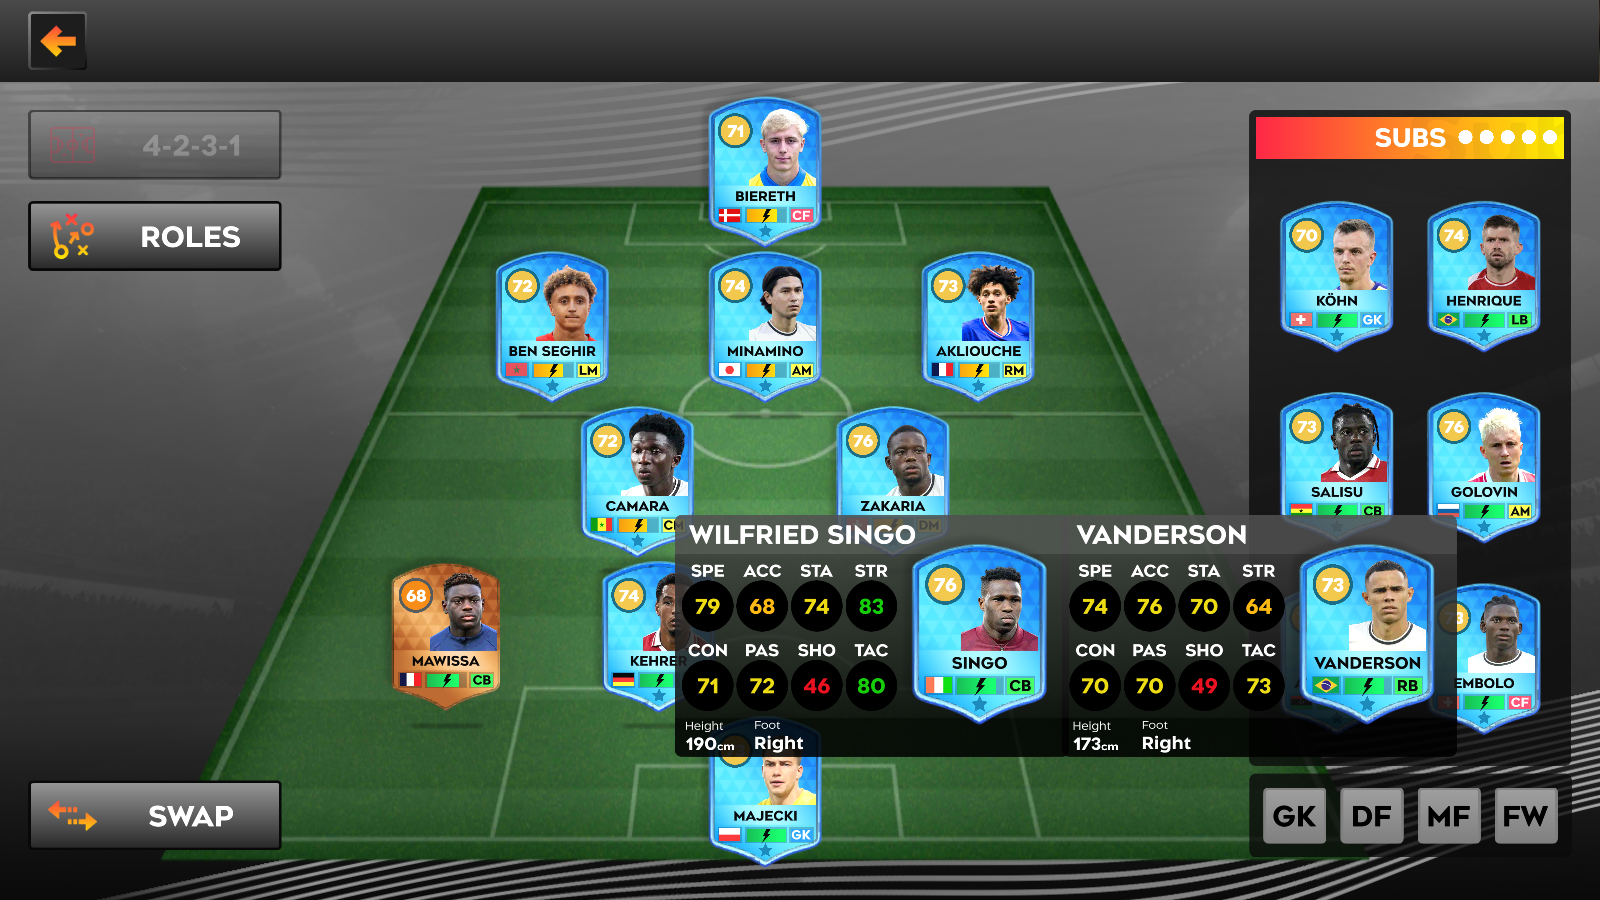 4-2-3-1
ROLES
SWAP
71
BIERETH
CF
72
BEN SEGHIR
LM
74
MINAMINO
AM
73
AKLIOUCHE
RM
72
CAMARA
CM
76
ZAKARIA
DM
68
MAWISSA
CB
74
KEHRER
MAJECKI
GK
WILFRIED SINGO
SPE ACC STA STR
79 68 74 83
CON PAS SHO TAC
71 72 46 80
Height Foot
190cm Right
76
SINGO
CB
VANDERSON
SPE ACC STA STR
74 76 70 64
CON PAS SHO TAC
70 70 49 73
Height Foot
173cm Right
73
VANDERSON
RB
SUBS
70
KÖHN
GK
74
HENRIQUE
LB
73
SALISU
CB
76
GOLOVIN
AM
EMBOLO
CF
GK DF MF FW